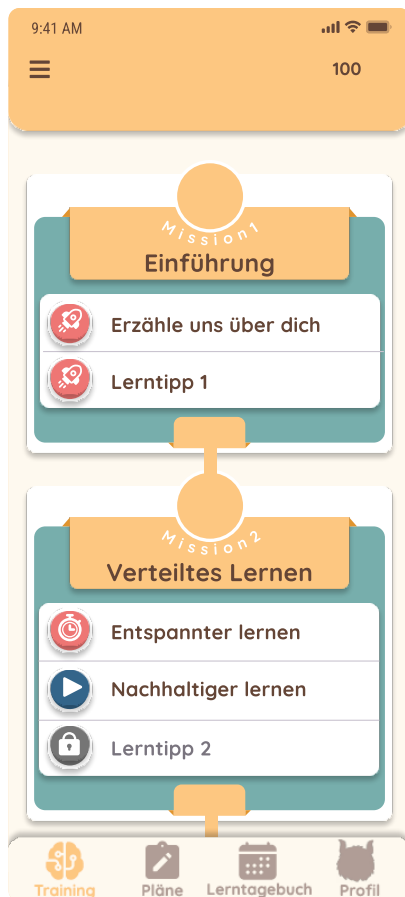 9:41 AM
100
Mission1
Einführung
Erzähle uns über dich
Lerntipp 1
Mission2
Verteiltes Lernen
Entspannter lernen
Nachhaltiger lernen
Lerntipp 2
Training Pläne Lerntagebuch Profil